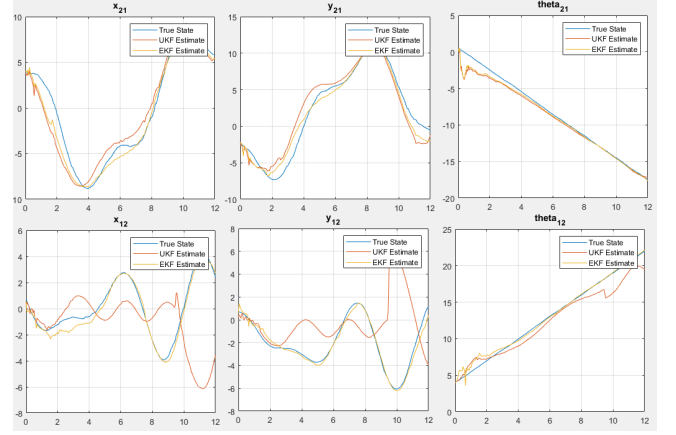 x21
10
5
0
5
10
0 2 4 6 8 10 12
True State
UKF Estimate
EKF Estimate
y21
15
10
5
0
-5
-10
0 2 4 6 8 10 12
True State
UKF Estimate
EKF Estimate
theta21
5
0
-5
-10
-15
-20
0 2 4 6 8 10 12
True State
UKF Estimate
EKF Estimate
x12
6
4
2
0
-2
-4
-6
-8
0 2 4 6 8 10 12
True State
UKF Estimate
EKF Estimate
y12
8
6
4
2
0
-2
-4
-6
-8
0 2 4 6 8 10 12
True State
UKF Estimate
EKF Estimate
theta12
25
20
15
10
5
0
0 2 4 6 8 10 12
True State
UKF Estimate
EKF Estimate